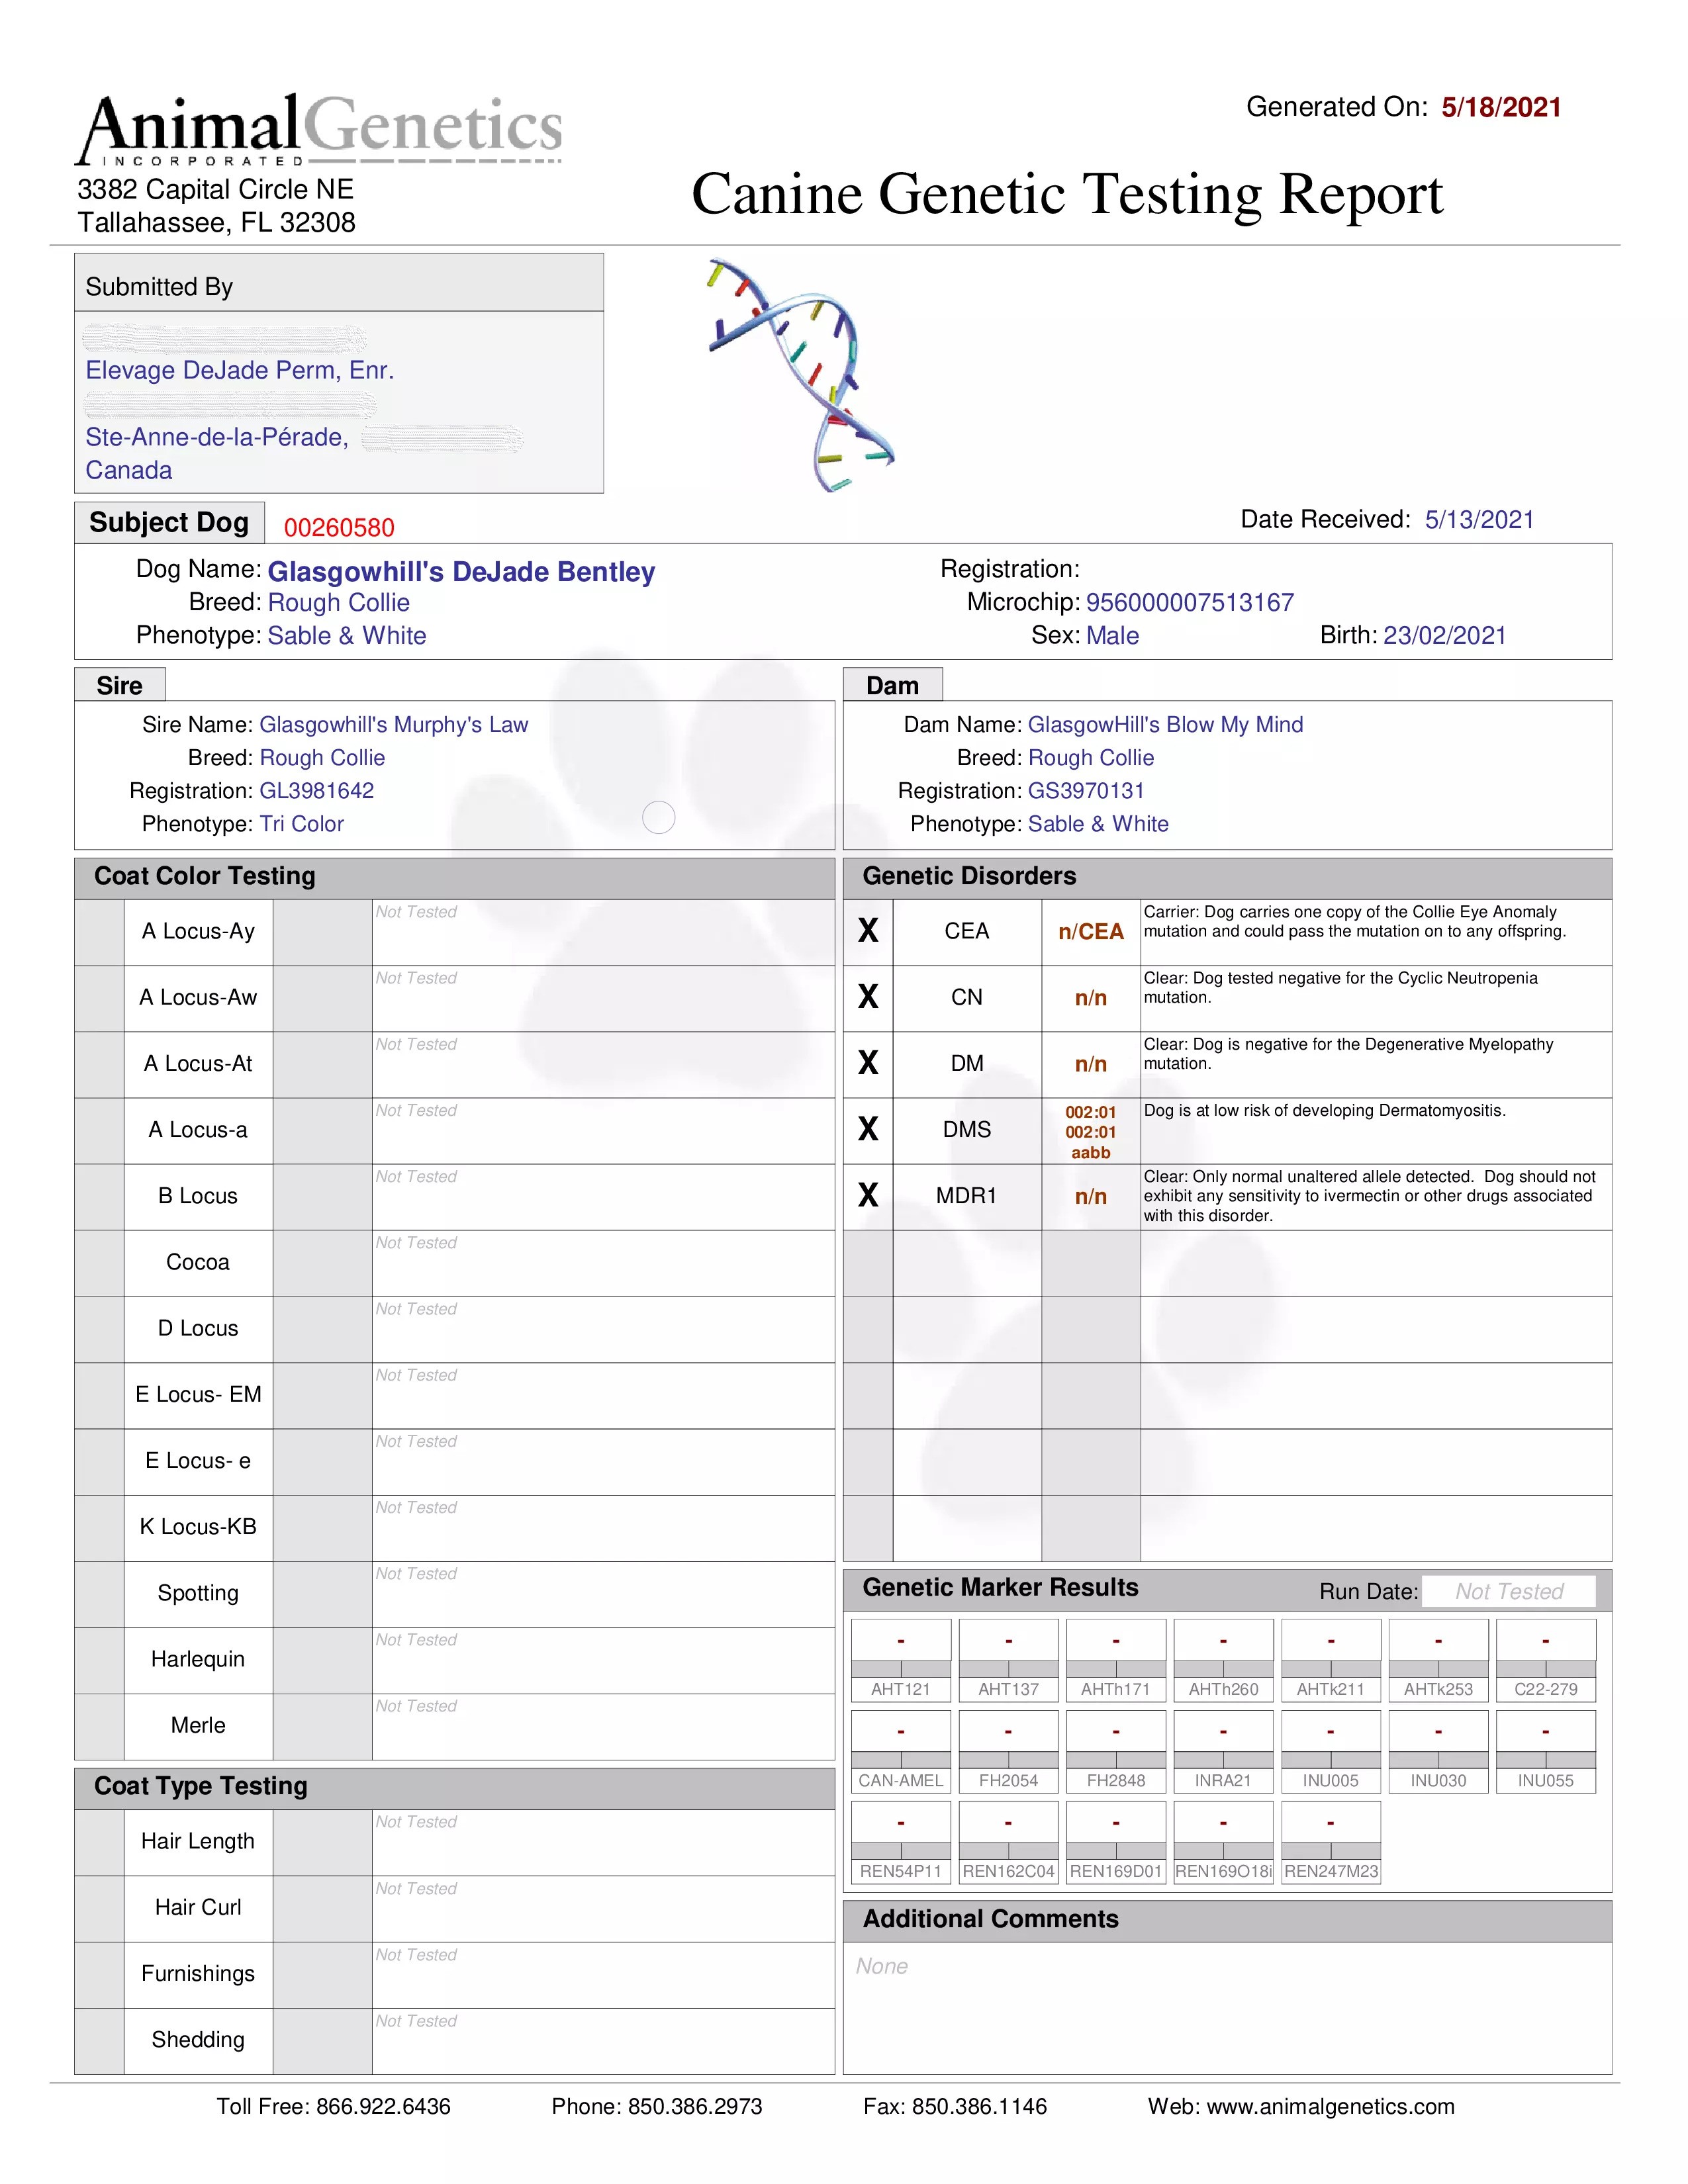 AnimalGenetics
INCORPORATED
3382 Capital Circle NE
Tallahassee, FL 32308
Generated On: 5/18/2021
Canine Genetic Testing Report
Submitted By
Elevage DeJade Perm, Enr.
Ste-Anne-de-la-Pérade,
Canada
Subject Dog 00260580
Date Received: 5/13/2021
Dog Name: Glasgowhill's DeJade Bentley
Breed: Rough Collie
Phenotype: Sable & White
Registration:
Microchip: 956000007513167
Sex: Male Birth: 23/02/2021
Sire
Sire Name: Glasgowhill's Murphy's Law
Breed: Rough Collie
Registration: GL3981642
Phenotype: Tri Color
Dam
Dam Name: GlasgowHill's Blow My Mind
Breed: Rough Collie
Registration: GS3970131
Phenotype: Sable & White
Coat Color Testing
A Locus-Ay Not Tested
A Locus-Aw Not Tested
A Locus-At Not Tested
A Locus-a Not Tested
B Locus Not Tested
Cocoa Not Tested
D Locus Not Tested
E Locus- EM Not Tested
E Locus- e Not Tested
K Locus-KB Not Tested
Spotting Not Tested
Harlequin Not Tested
Merle Not Tested
Coat Type Testing
Hair Length Not Tested
Hair Curl Not Tested
Furnishings Not Tested
Shedding Not Tested
Genetic Disorders
X CEA n/CEA Carrier: Dog carries one copy of the Collie Eye Anomaly
mutation and could pass the mutation on to any offspring.
X CN n/n Clear: Dog tested negative for the Cyclic Neutropenia
mutation.
X DM n/n Clear: Dog is negative for the Degenerative Myelopathy
mutation.
X DMS 002:01 Dog is at low risk of developing Dermatomyositis.
002:01
aabb
X MDR1 n/n Clear: Only normal unaltered allele detected. Dog should not
exhibit any sensitivity to ivermectin or other drugs associated
with this disorder.
Genetic Marker Results Run Date: Not Tested
- - - - - - -
AHT121 AHT137 AHTh171 AHTh260 AHTk211 AHTk253 C22-279
- - - - - - -
CAN-AMEL FH2054 FH2848 INRA21 INU005 INU030 INU055
- - - - -
REN54P11 REN162C04 REN169D01 REN169O18i REN247M23
Additional Comments
None
Toll Free: 866.922.6436 Phone: 850.386.2973 Fax: 850.386.1146 Web: www.animalgenetics.com